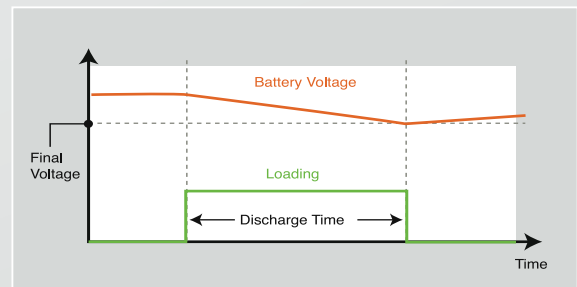 Battery Voltage
Final
Voltage
Loading
Discharge Time
Time